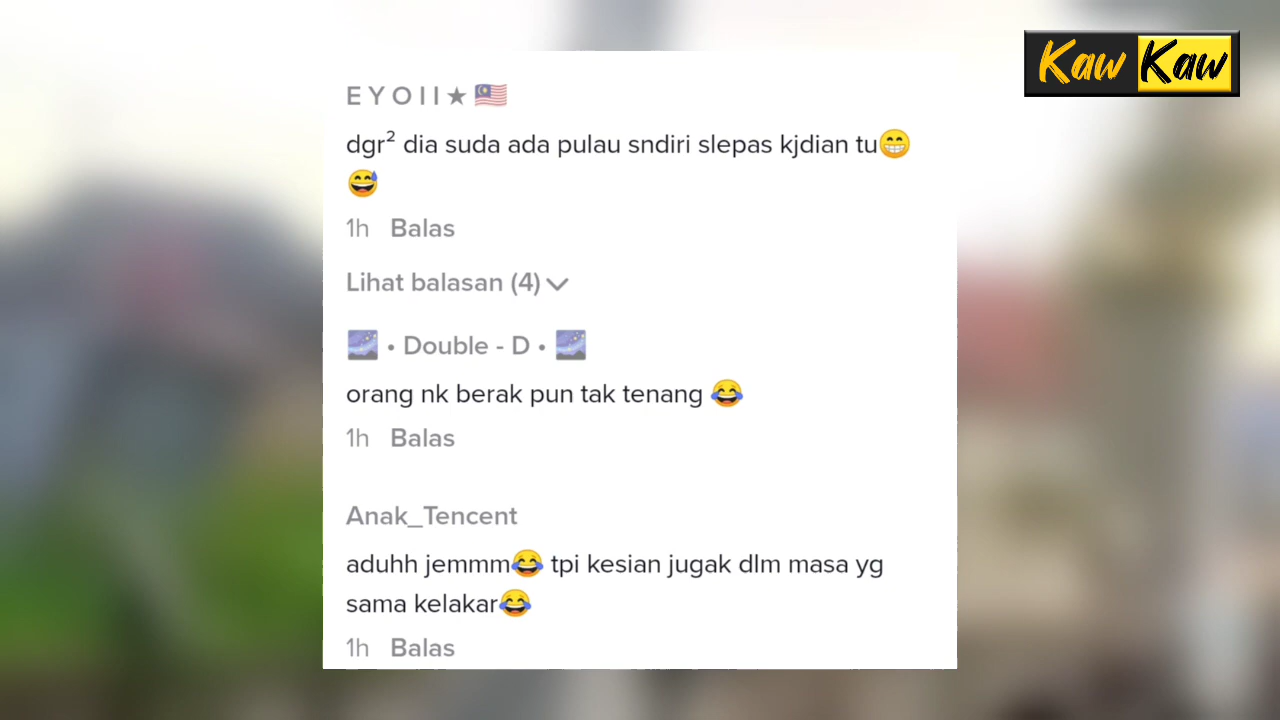 Kaw Kaw
E Y O I I ★ 🇲🇾
dgr² dia suda ada pulau sndiri slepas kjdian tu😁
😅
1h Balas
Lihat balasan (4)
🌌 • Double - D • 🌌
orang nk berak pun tak tenang 😂
1h Balas
Anak_Tencent
aduhh jemmm😂 tpi kesian jugak dlm masa yg
sama kelakar😂
1h Balas